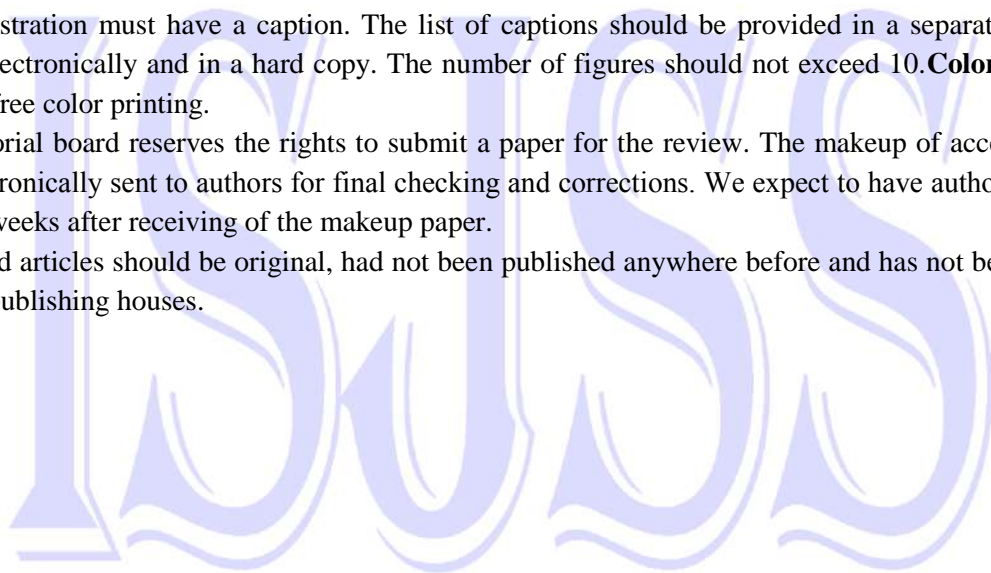 stration must have a caption. The list of captions should be provided in a separat
ectronically and in a hard copy. The number of figures should not exceed 10.Color
free color printing.
orial board reserves the rights to submit a paper for the review. The makeup of acce
ronically sent to authors for final checking and corrections. We expect to have autho
weeks after receiving of the makeup paper.
d articles should be original, had not been published anywhere before and has not be
publishing houses.
ISJSS